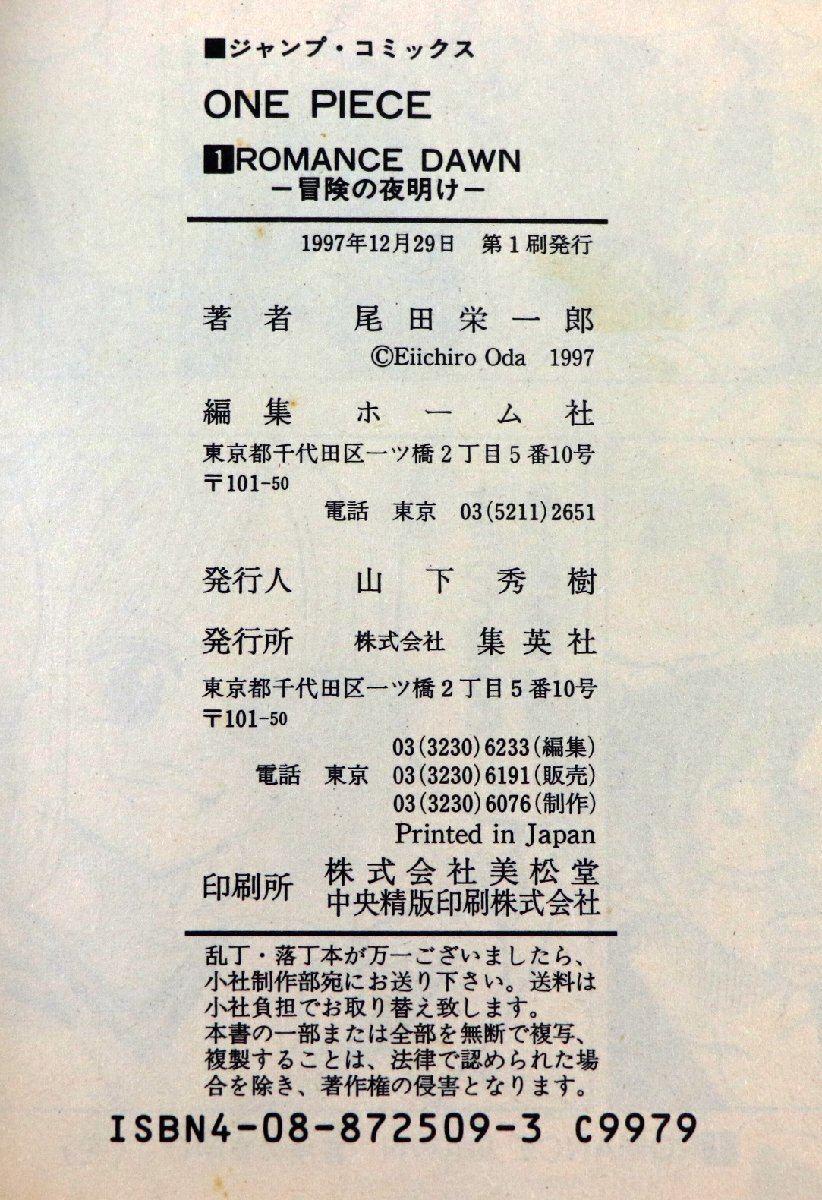 ■ジャンプ・コミックス
ONE PIECE
1 ROMANCE DAWN
－冒険の夜明け－
1997年12月29日　第1刷発行
著者　尾田栄一郎
©Eiichiro Oda 1997
編集　ホーム社
東京都千代田区一ツ橋2丁目5番10号
〒101-50
電話　東京　03(5211)2651
発行人　山下秀樹
発行所　株式会社　集英社
東京都千代田区一ツ橋2丁目5番10号
〒101-50
03(3230)6233(編集)
電話　東京　03(3230)6191(販売)
03(3230)6076(制作)
Printed in Japan
印刷所　株式会社美松堂
中央精版印刷株式会社
乱丁・落丁本が万一ございましたら、
小社制作部宛にお送り下さい。送料は
小社負担でお取り替え致します。
本書の一部または全部を無断で複写、
複製することは、法律で認められた場
合を除き、著作権の侵害となります。
ISBN4-08-872509-3 C9979